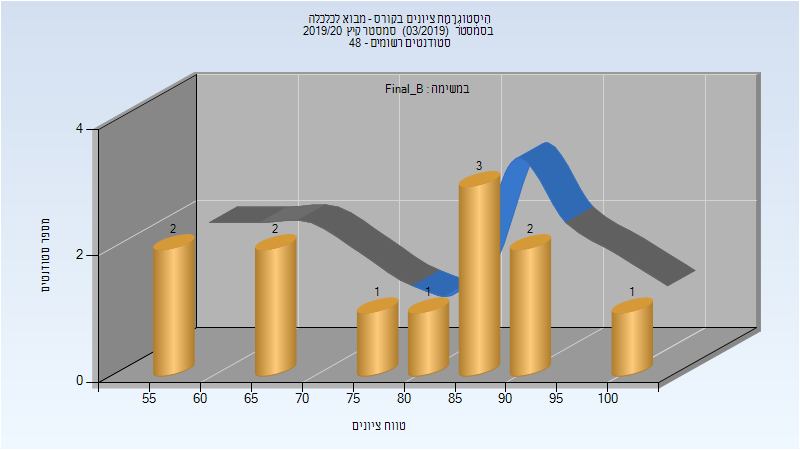 היסטוגרמת ציונים בקורס - מבוא לכלכלה
בסמסטר (03/2019) סמסטר קיץ 2019/20
סטודנטים רשומים - 48
במשימה : Final_B
4
2
0
מספר סטודנטים
2
2
1
1
3
2
1
55 60 65 70 75 80 85 90 95 100
טווח ציונים